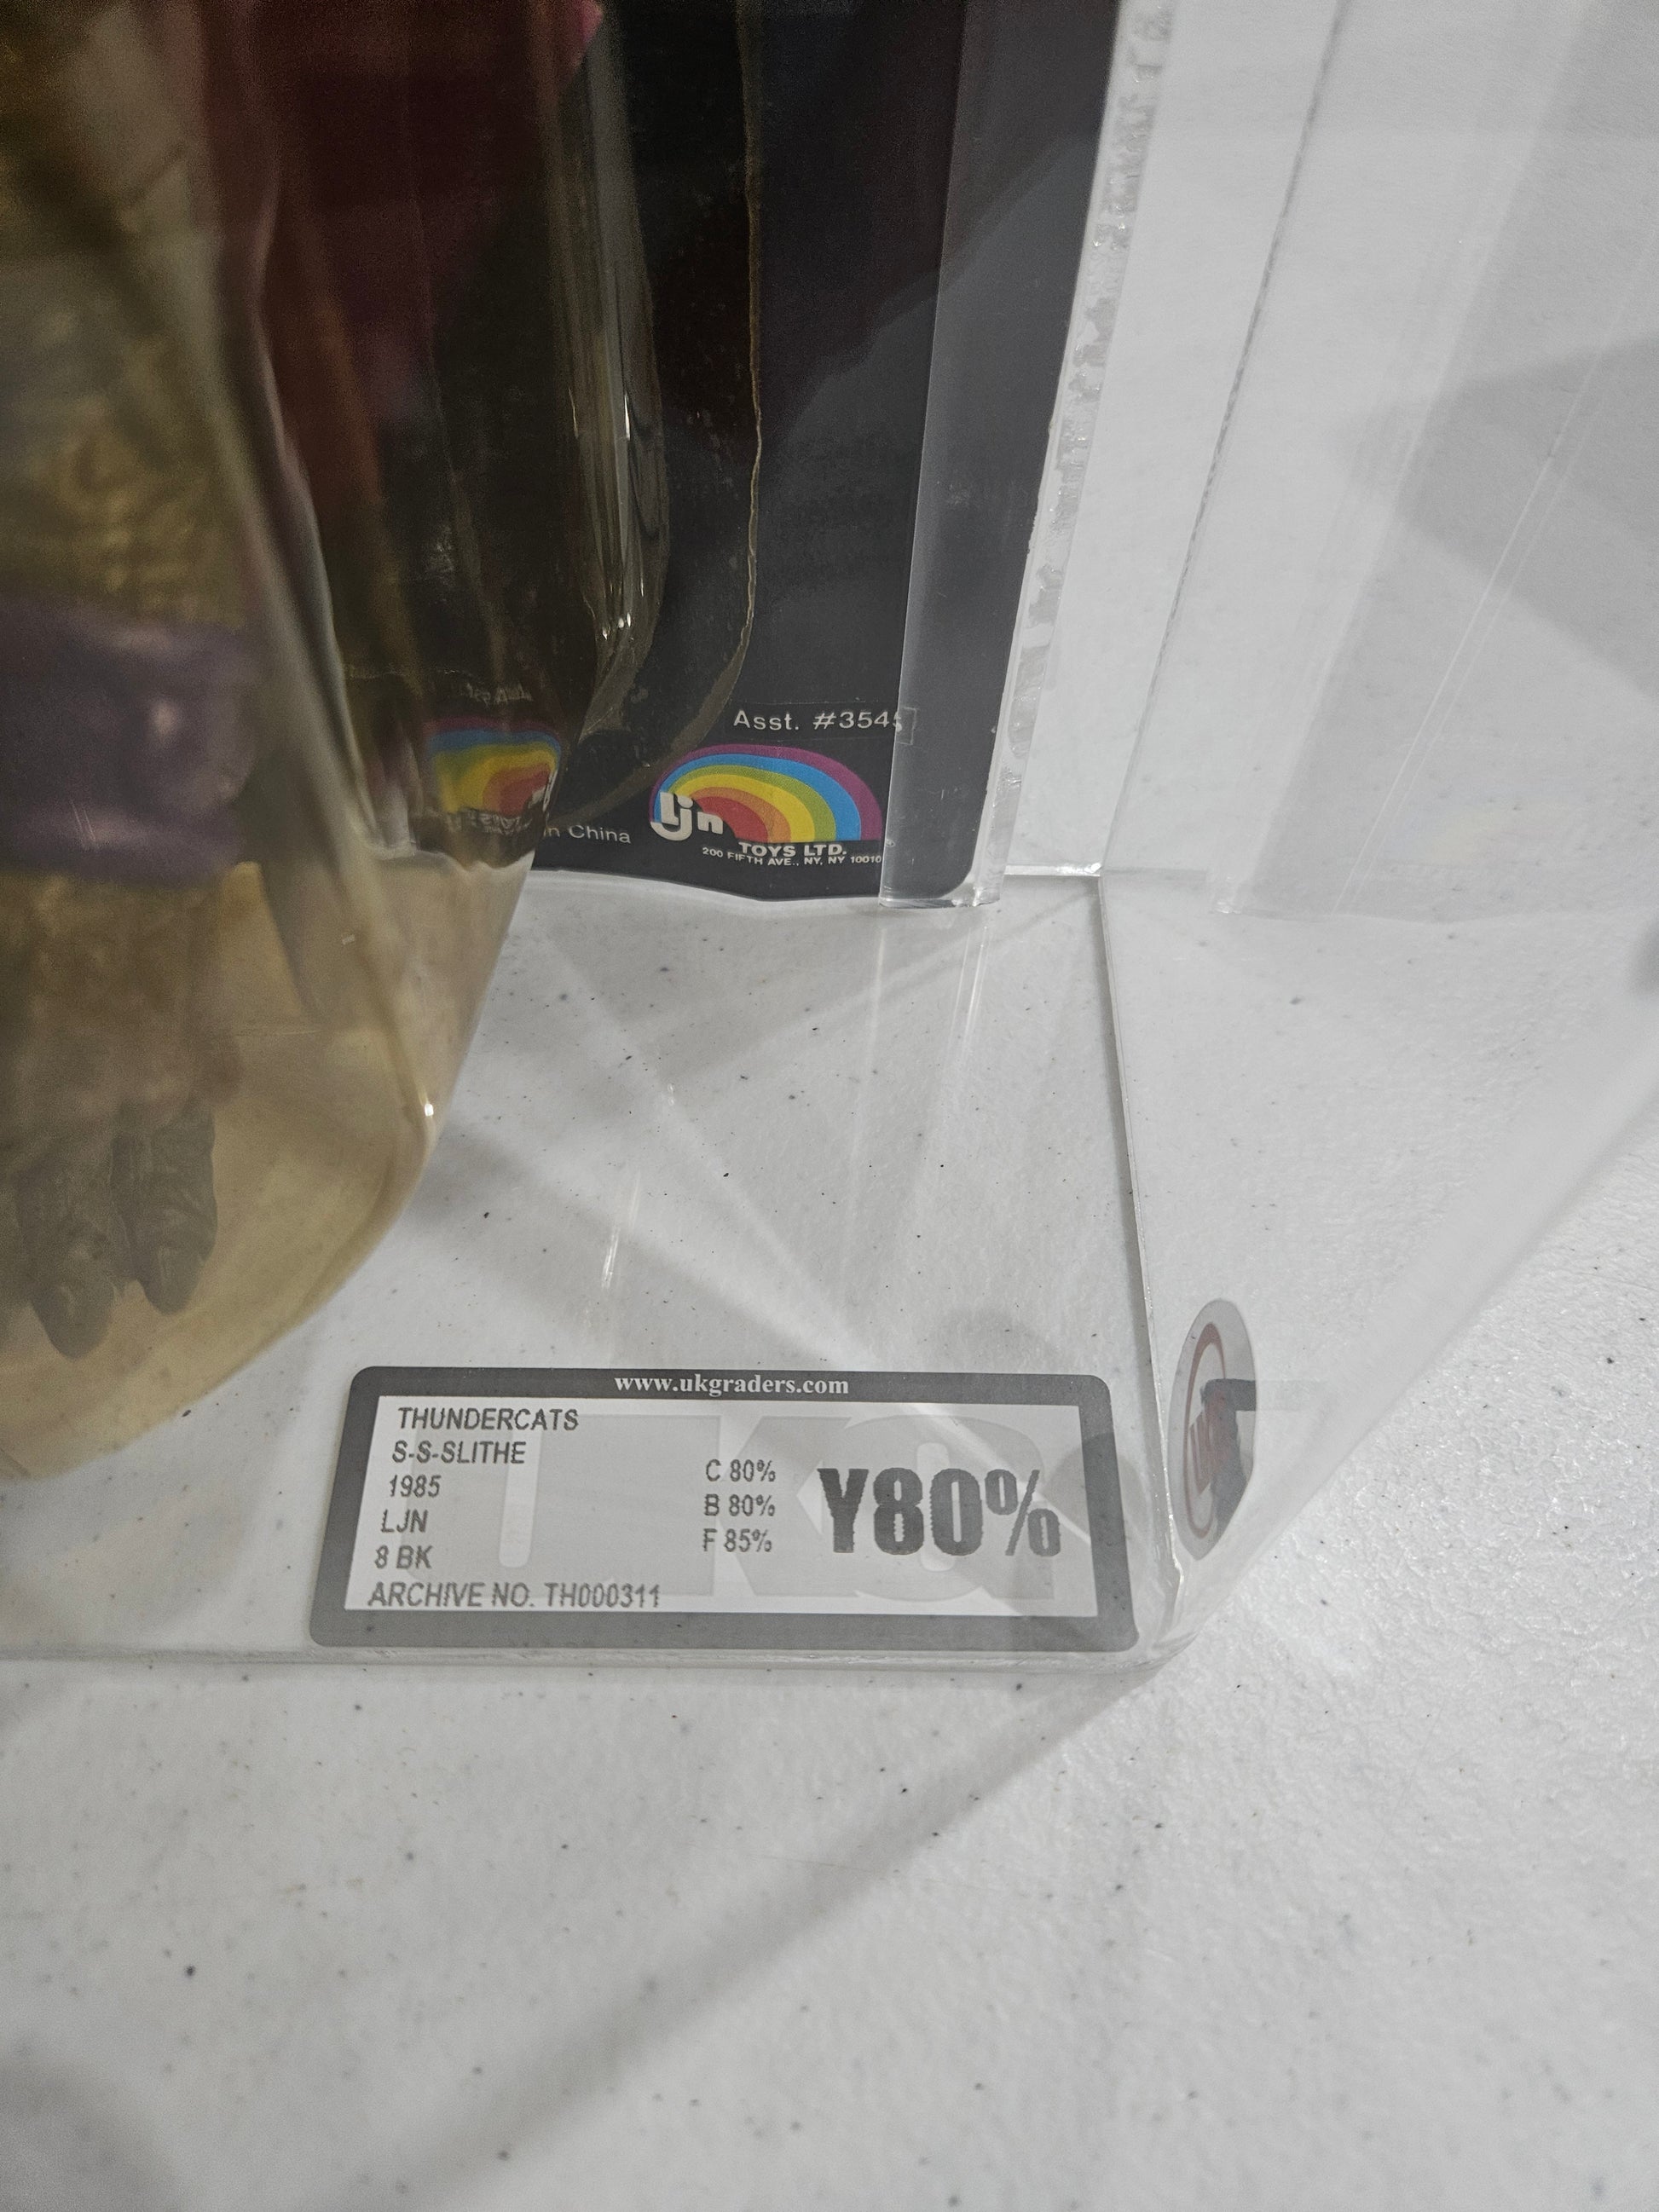 Asst. #354
ljn
TOYS LTD.
200 FIFTH AVE., NY, NY 10010
n China
www.ukgraders.com
THUNDERCATS
S-S-SLITHE
1985
LJN
8 BK
ARCHIVE NO. TH000311
C 80%
B 80%
F 85%
Y80%
UKG